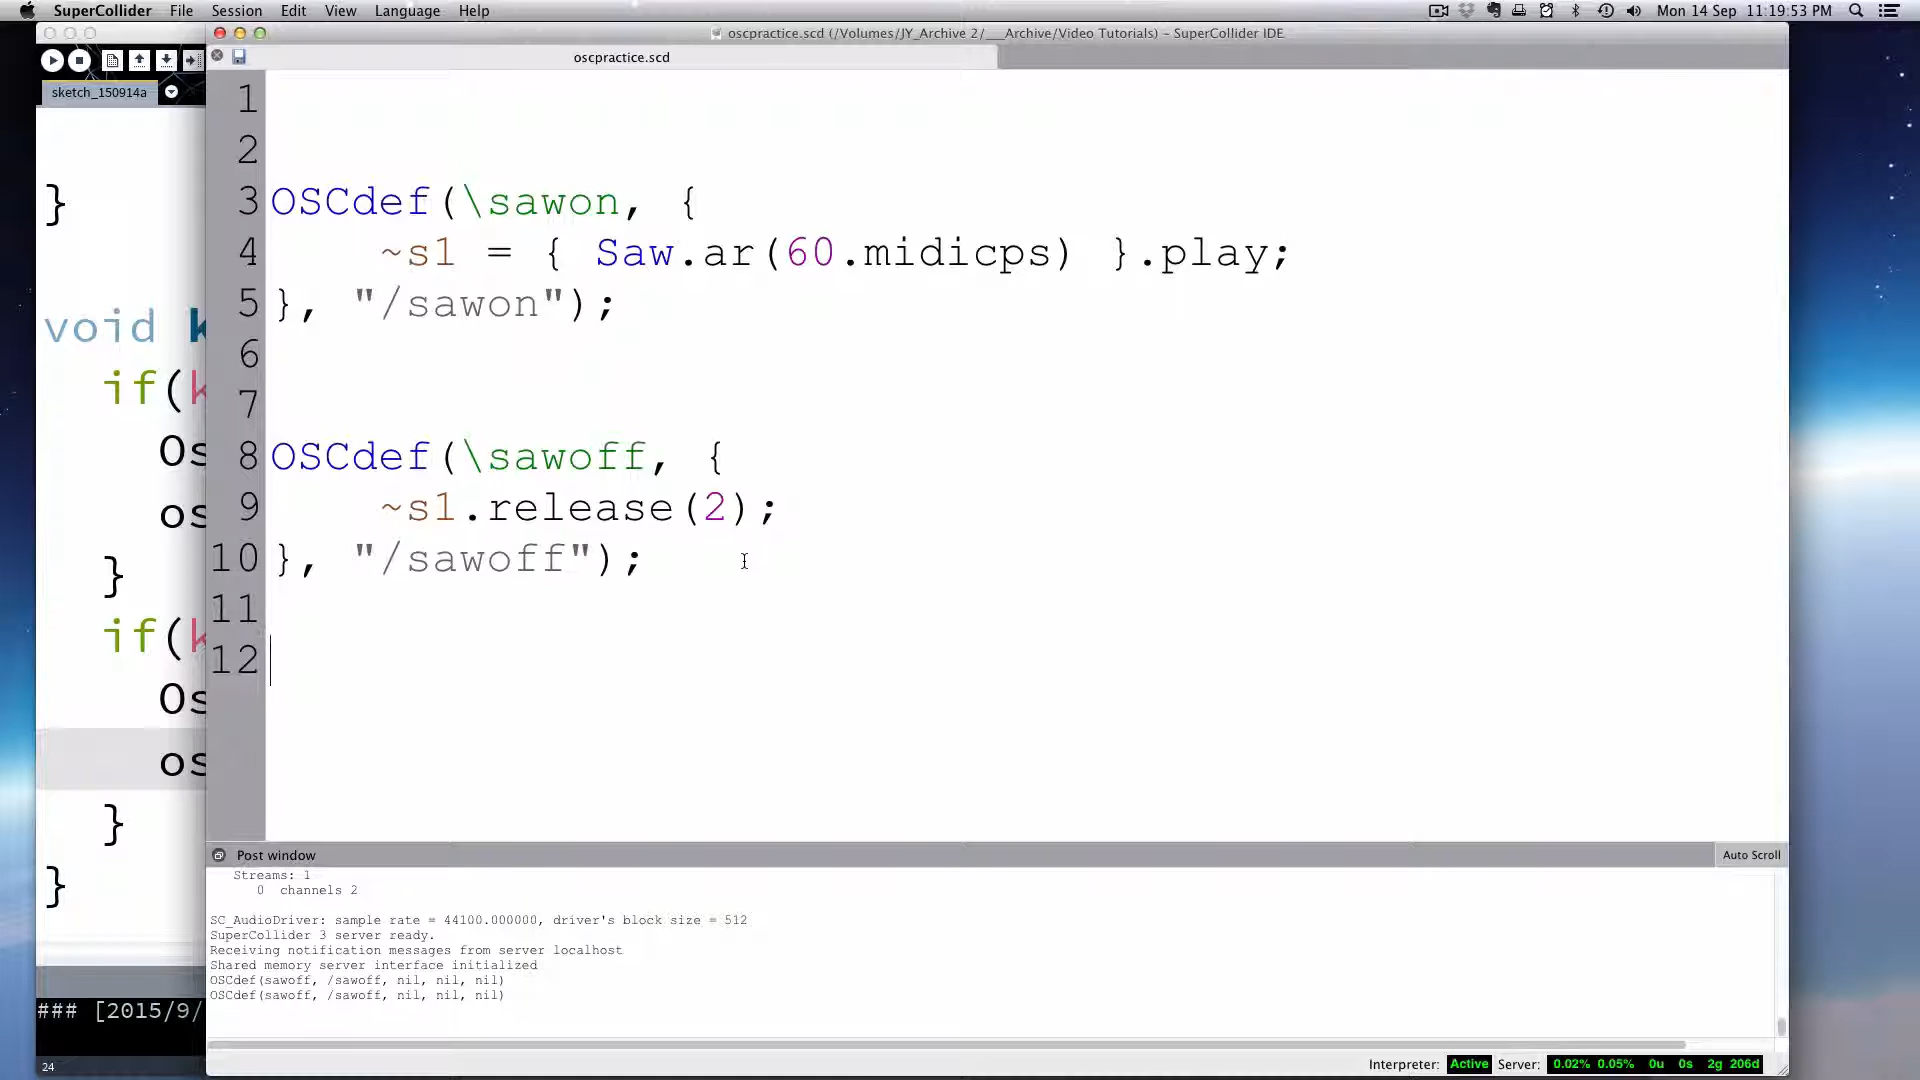 SuperCollider File Session Edit View Language Help Mon 14 Sep 11:19:53 PM
oscpractice.scd (/Volumes/JY_Archive 2/___Archive/Video Tutorials) – SuperCollider IDE
oscpractice.scd
sketch_150914a
1
2
3 OSCdef(\sawon, {
4 ~s1 = { Saw.ar(60.midicps) }.play;
5 }, "/sawon");
6
7
8 OSCdef(\sawoff, {
9 ~s1.release(2);
10 }, "/sawoff");
11
12
}
void k
if(k
Os
os
}
if(k
Os
os
}
}
Post window Auto Scroll
Streams: 1
0 channels 2
SC_AudioDriver: sample rate = 44100.000000, driver's block size = 512
SuperCollider 3 server ready.
Receiving notification messages from server localhost
Shared memory server interface initialized
OSCdef(sawoff, /sawoff, nil, nil, nil)
OSCdef(sawoff, /sawoff, nil, nil, nil)
### [2015/9/
24
Interpreter: Active Server: 0.02% 0.05% 0u 0s 2g 206d